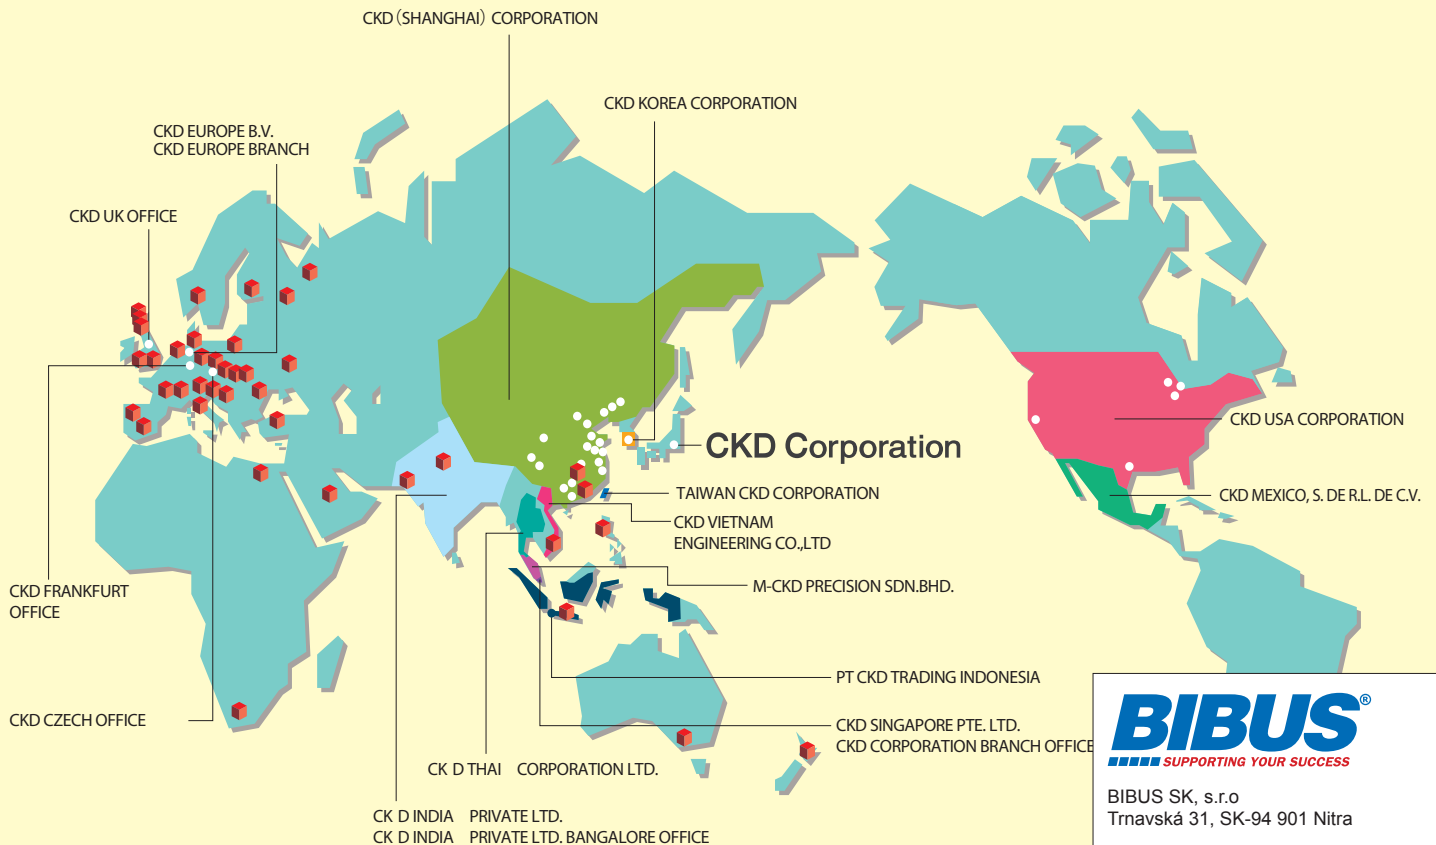 CKD (SHANGHAI) CORPORATION
CKD KOREA CORPORATION
CKD EUROPE B.V.
CKD EUROPE BRANCH
CKD UK OFFICE
CKD USA CORPORATION
CKD Corporation
TAIWAN CKD CORPORATION
CKD MEXICO, S. DE R.L. DE C.V.
CKD VIETNAM
ENGINEERING CO.,LTD
M-CKD PRECISION SDN.BHD.
CKD FRANKFURT
OFFICE
PT CKD TRADING INDONESIA
CKD CZECH OFFICE
CKD SINGAPORE PTE. LTD.
CKD CORPORATION BRANCH OFFICE
CK D THAI CORPORATION LTD.
CK D INDIA PRIVATE LTD.
CK D INDIA PRIVATE LTD. BANGALORE OFFICE
BIBUS®
SUPPORTING YOUR SUCCESS
BIBUS SK, s.r.o
Trnavská 31, SK-94 901 Nitra